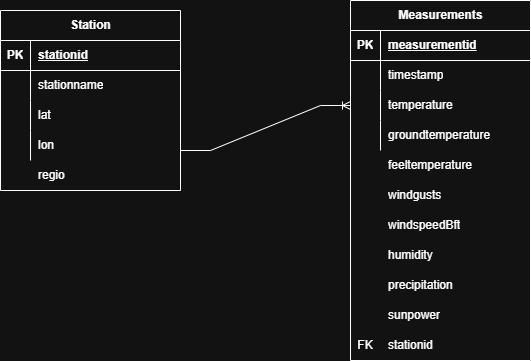 Station
PK stationid
stationname
lat
lon
regio
Measurements
PK measurementid
timestamp
temperature
groundtemperature
feeltemperature
windgusts
windspeedBft
humidity
precipitation
sunpower
FK stationid